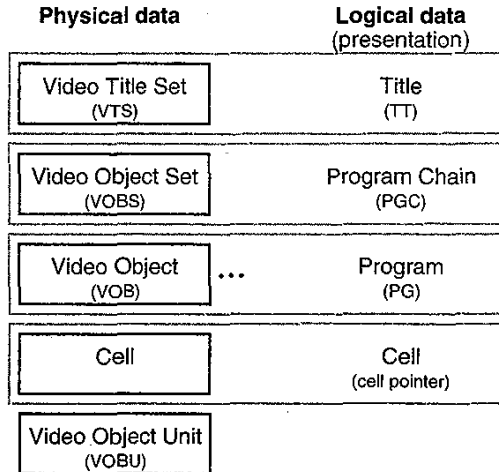 Physical data
Logical data
(presentation)
Video Title Set
(VTS)
Title
(TT)
Video Object Set
(VOBS)
Program Chain
(PGC)
Video Object
(VOB)
...
Program
(PG)
Cell
Cell
(cell pointer)
Video Object Unit
(VOBU)